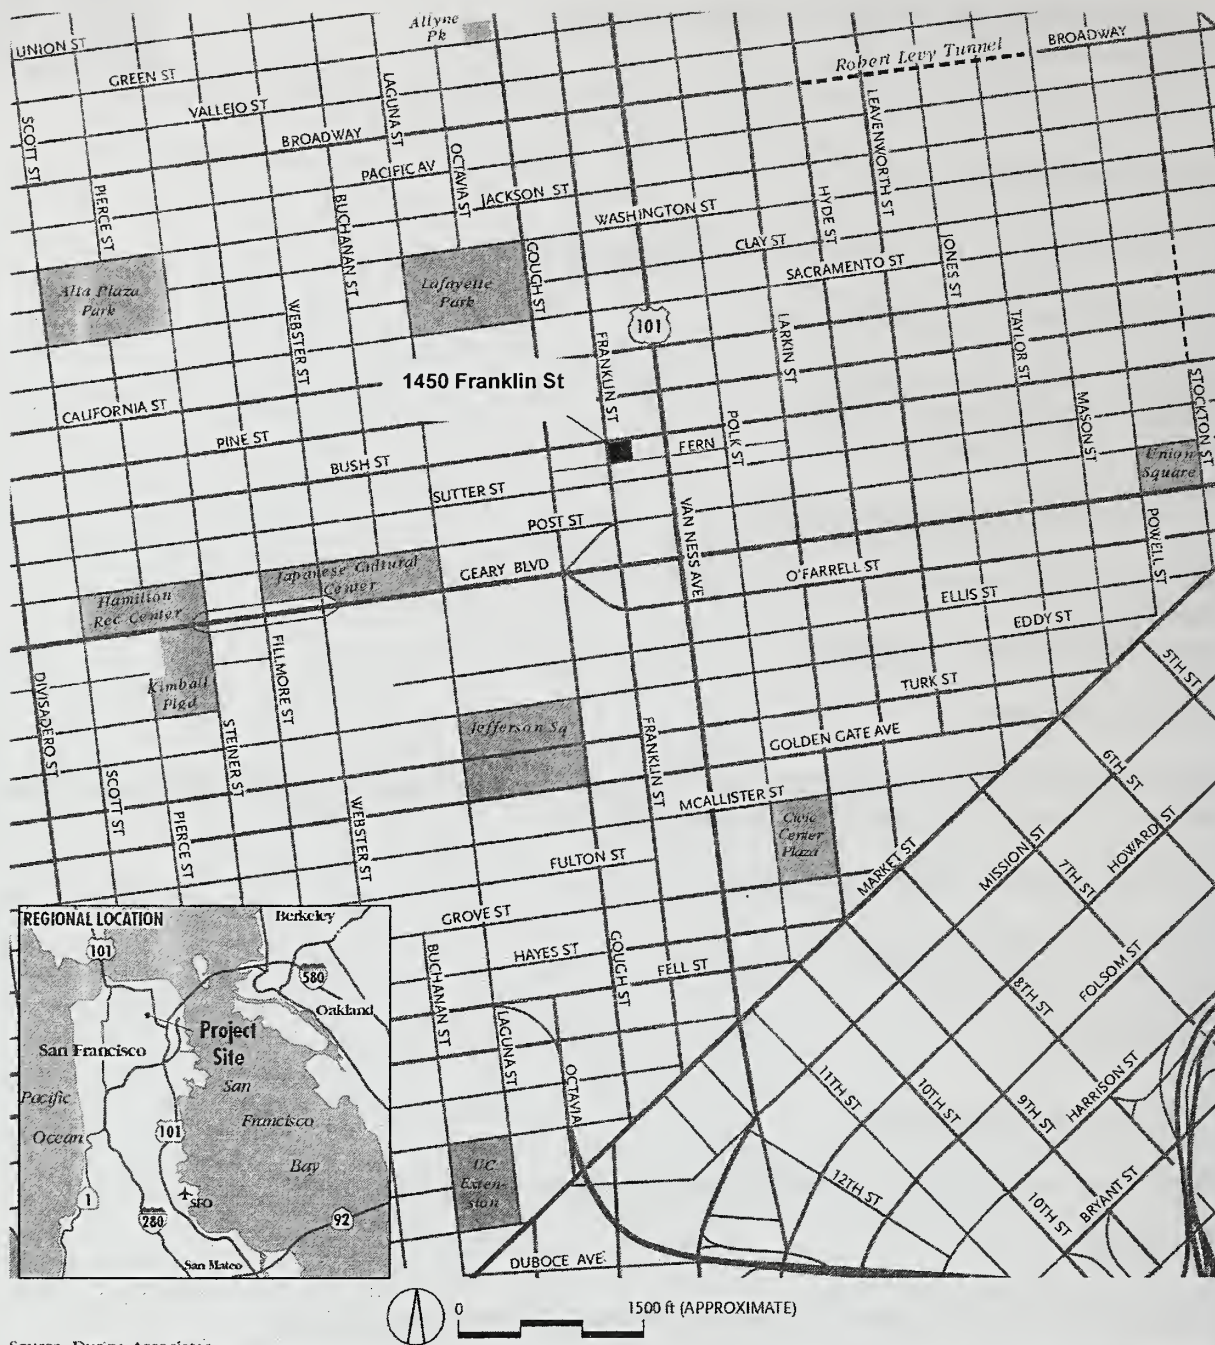 Allyne
Pk
UNION ST
GREEN ST
VALLEJO ST
BROADWAY
PACIFIC AV
JACKSON ST
WASHINGTON ST
CLAY ST
SACRAMENTO ST
Robert Levy Tunnel
BROADWAY
SCOTT ST
PIERCE ST
LAGUNA ST
OCTAVIA ST
BUCHANAN ST
WEBSTER ST
GOUGH ST
LEAVENWORTH ST
HYDE ST
JONES ST
Alta Plaza
Park
Lafayette
Park
101
FRANKLIN ST
LARKIN ST
TAYLOR ST
MASON ST
STOCKTON ST
POLK ST
1450 Franklin St
CALIFORNIA ST
PINE ST
BUSH ST
FERN
SUTTER ST
POST ST
GEARY BLVD
VAN NESS AVE
Union
Square
POWELL ST
Japanese Cultural
Center
Hamilton
Rec Center
O'FARRELL ST
ELLIS ST
EDDY ST
TURK ST
GOLDEN GATE AVE
Kimball
Plgd
DIVISADERO ST
FILLMORE ST
STEINER ST
SCOTT ST
PIERCE ST
WEBSTER ST
Jefferson Sq
FRANKLIN ST
MCALLISTER ST
Civic
Center
Plaza
FULTON ST
GROVE ST
HAYES ST
FELL ST
BUCHANAN ST
LAGUNA ST
OCTAVIA
GOUGH ST
MARKET ST
MISSION ST
HOWARD ST
FOLSOM ST
HARRISON ST
BRYANT ST
5TH ST
6TH ST
7TH ST
8TH ST
9TH ST
10TH ST
10TH ST
11TH ST
12TH ST
UC
Exten-
sion
DUBOCE AVE.
REGIONAL LOCATION
Berkeley
101
580
Oakland
Project
Site
San Francisco
Pacific
Ocean
San
Francisco
Bay
101
1
280
SFO
92
San Mateo
0
1500 ft (APPROXIMATE)